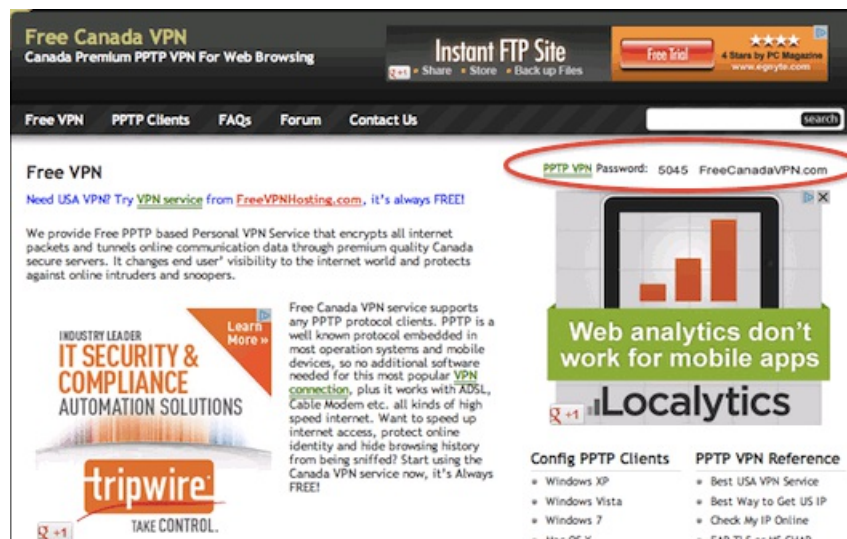 Free Canada VPN
Canada Premium PPTP VPN For Web Browsing
Instant FTP Site
Share Store Back up Files
Free Trial
4 Stars by PC Magazine
www.egnyte.com
g +1
Free VPN PPTP Clients FAQs Forum Contact Us
search
Free VPN
Need USA VPN? Try VPN service from FreeVPNHosting.com, it's always FREE!
We provide Free PPTP based Personal VPN Service that encrypts all internet
packets and tunnels online communication data through premium quality Canada
secure servers. It changes end user' visibility to the internet world and protects
against online intruders and snoopers.
INDUSTRY LEADER
IT SECURITY &
COMPLIANCE
AUTOMATION SOLUTIONS
Learn
More »
tripwire
TAKE CONTROL.
g +1
Free Canada VPN service supports
any PPTP protocol clients. PPTP is a
well known protocol embedded in
most operation systems and mobile
devices, so no additional software
needed for this most popular VPN
connection, plus it works with ADSL,
Cable Modem etc. all kinds of high
speed internet. Want to speed up
internet access, protect online
identity and hide browsing history
from being sniffed? Start using the
Canada VPN service now, it's Always
FREE!
PPTP VPN Password: 5045 FreeCanadaVPN.com
Web analytics don't
work for mobile apps
g +1
Localytics
Config PPTP Clients
Windows XP
Windows Vista
Windows 7
Mac OS X
PPTP VPN Reference
Best USA VPN Service
Best Way to Get US IP
Check My IP Online
EAP-TLS or MS-CHAP